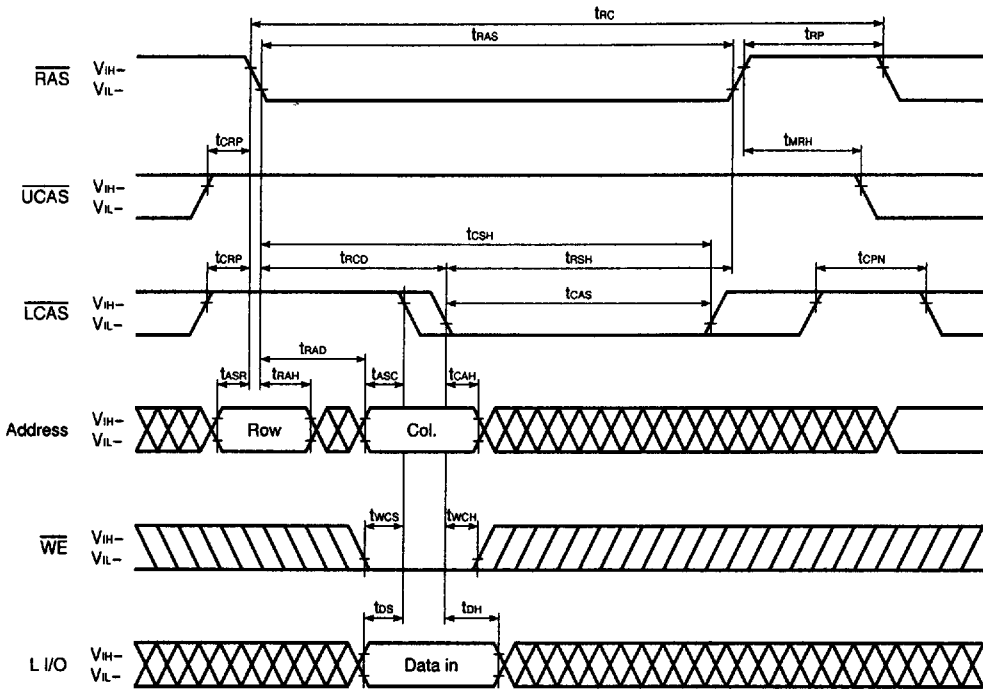 tRC
tRAS
tRP
RAS
VIH–
VIL–
tCRP
tMRH
UCAS
VIH–
VIL–
tCSH
tCRP
tRCD
tRSH
tCPN
LCAS
VIH–
VIL–
tCAS
tRAD
tASR
tRAH
tASC
tCAH
Address
VIH–
VIL–
Row
Col.
tWCS
tWCH
WE
VIH–
VIL–
tDS
tDH
L I/O
VIH–
VIL–
Data in